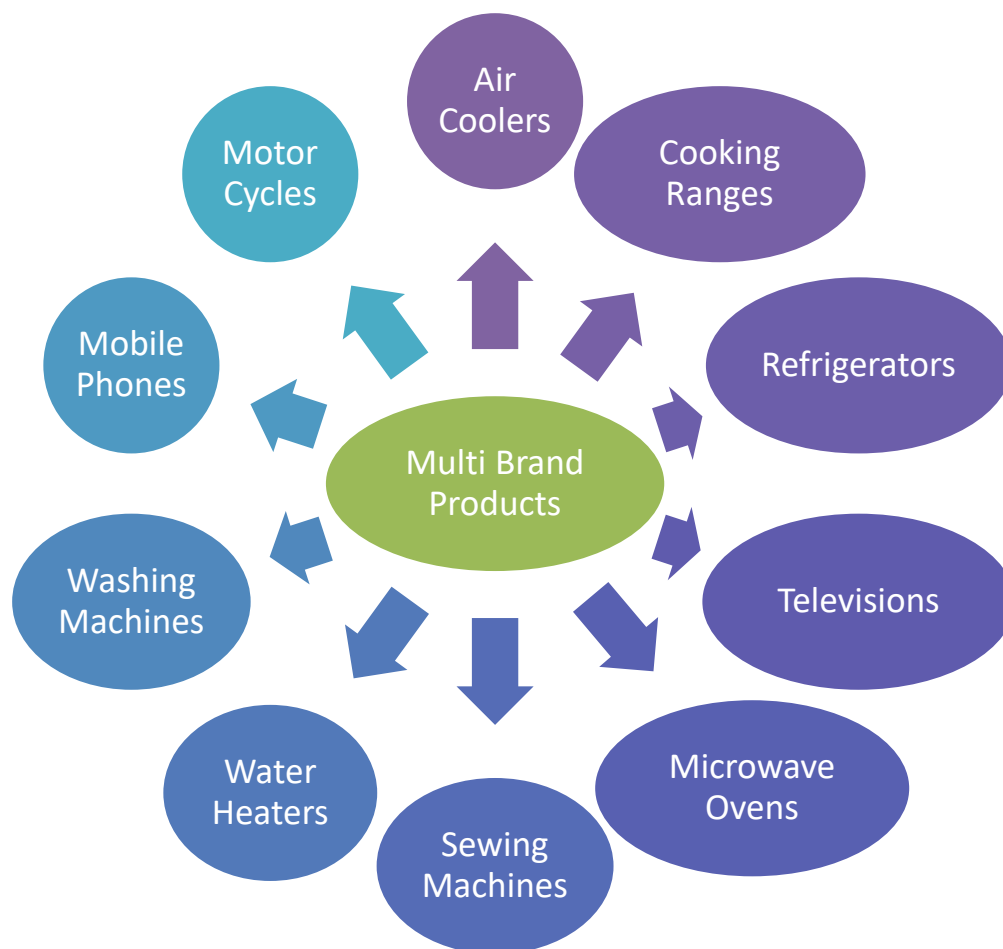 Air
Coolers
Cooking
Ranges
Refrigerators
Televisions
Microwave
Ovens
Sewing
Machines
Water
Heaters
Washing
Machines
Mobile
Phones
Motor
Cycles
Multi Brand
Products